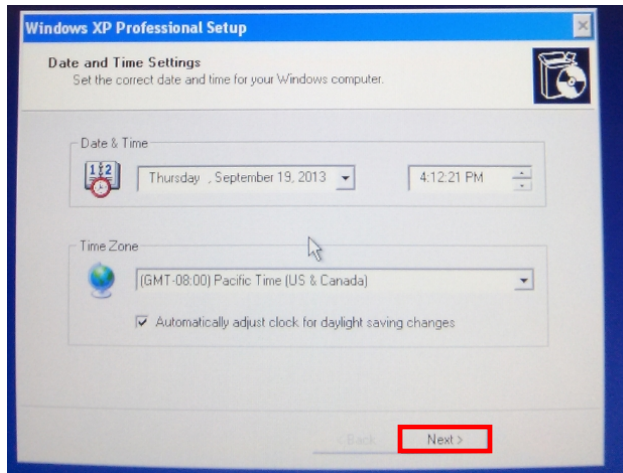 Windows XP Professional Setup
Date and Time Settings
Set the correct date and time for your Windows computer.
Date & Time
Thursday , September 19, 2013 4:12:21 PM
Time Zone
(GMT-08:00) Pacific Time (US & Canada)
Automatically adjust clock for daylight saving changes
< Back Next >